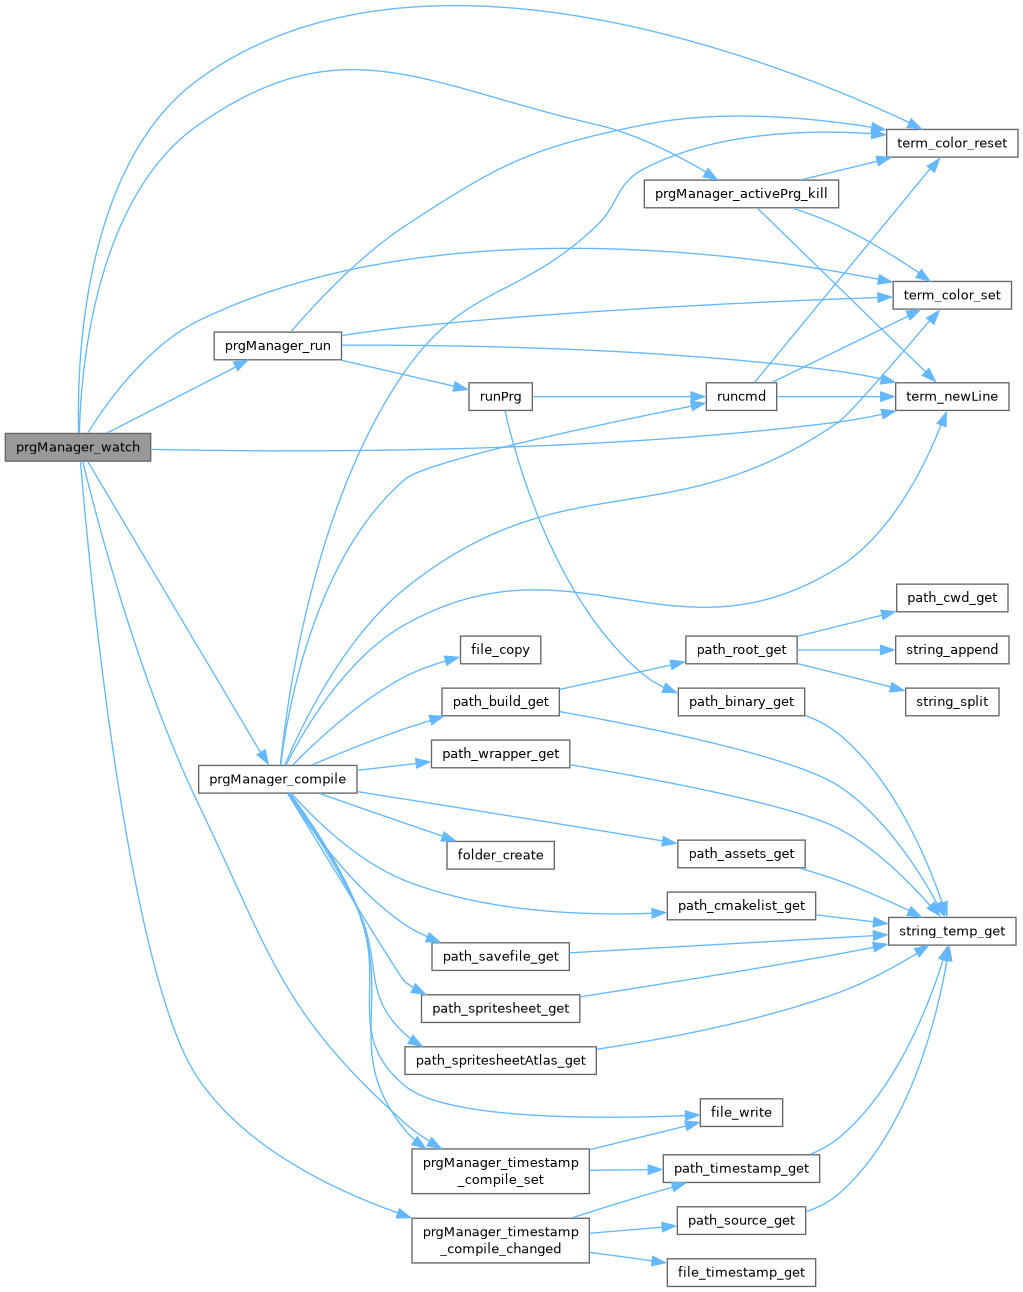 term_color_reset
prgManager_activePrg_kill
term_color_set
prgManager_run
runPrg
runcmd
term_newLine
prgManager_watch
path_cwd_get
file_copy
path_root_get
string_append
path_build_get
path_binary_get
string_split
path_wrapper_get
prgManager_compile
folder_create
path_assets_get
path_cmakelist_get
string_temp_get
path_savefile_get
path_spritesheet_get
path_spritesheetAtlas_get
file_write
prgManager_timestamp
_compile_set
path_timestamp_get
path_source_get
prgManager_timestamp
_compile_changed
file_timestamp_get